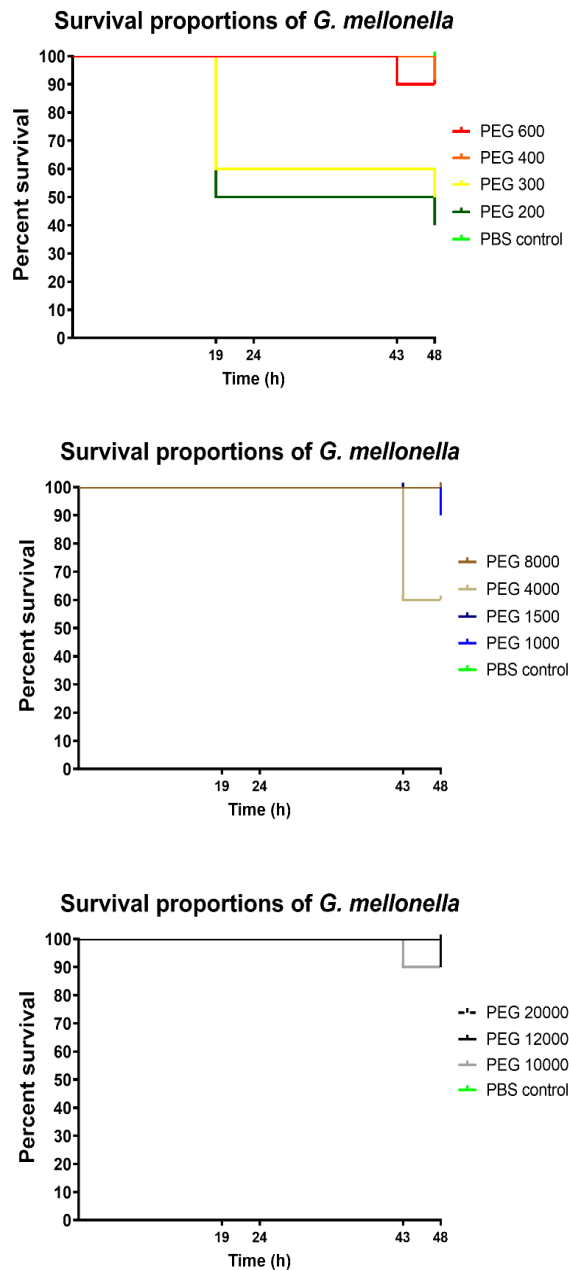 Survival proportions of G. mellonella
Percent survival
100
90
80
70
60
50
40
30
20
10
0
19 24 43 48
Time (h)
PEG 600
PEG 400
PEG 300
PEG 200
PBS control
Survival proportions of G. mellonella
Percent survival
100
90
80
70
60
50
40
30
20
10
0
19 24 43 48
Time (h)
PEG 8000
PEG 4000
PEG 1500
PEG 1000
PBS control
Survival proportions of G. mellonella
Percent survival
100
90
80
70
60
50
40
30
20
10
0
19 24 43 48
Time (h)
PEG 20000
PEG 12000
PEG 10000
PBS control